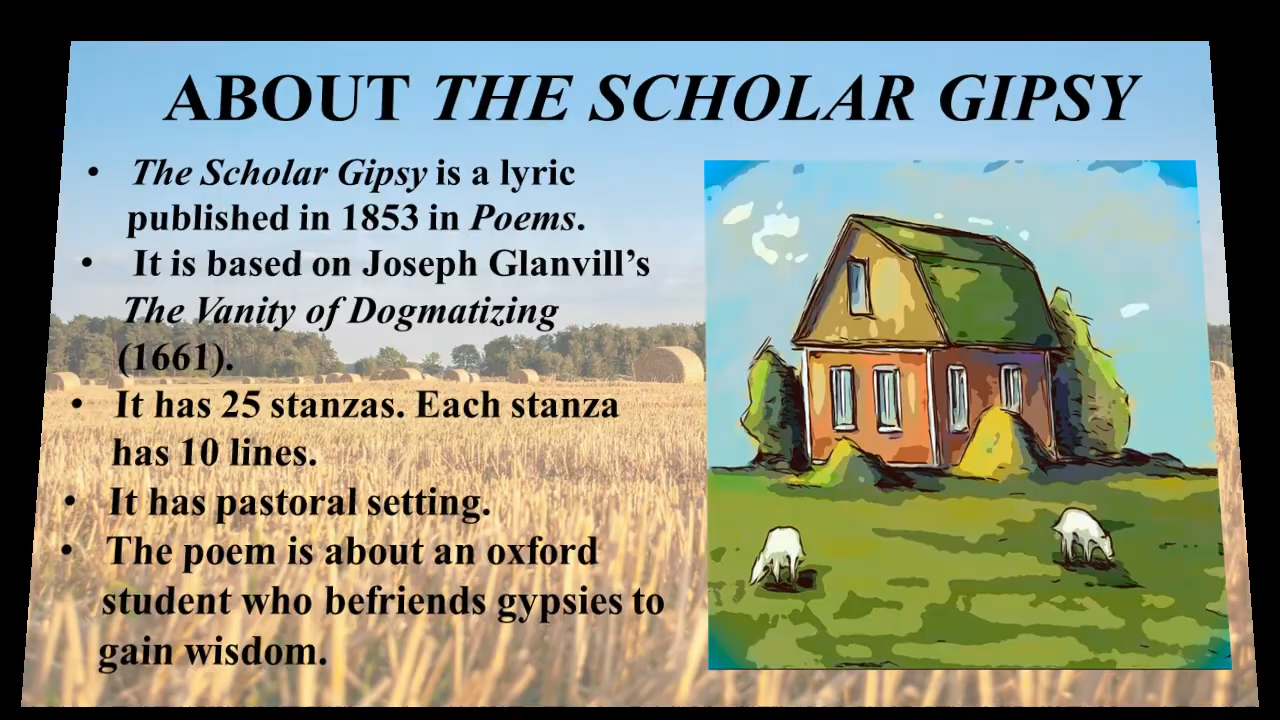 ABOUT THE SCHOLAR GIPSY
• The Scholar Gipsy is a lyric
published in 1853 in Poems.
• It is based on Joseph Glanvill’s
The Vanity of Dogmatizing
(1661).
• It has 25 stanzas. Each stanza
has 10 lines.
• It has pastoral setting.
• The poem is about an oxford
student who befriends gypsies to
gain wisdom.